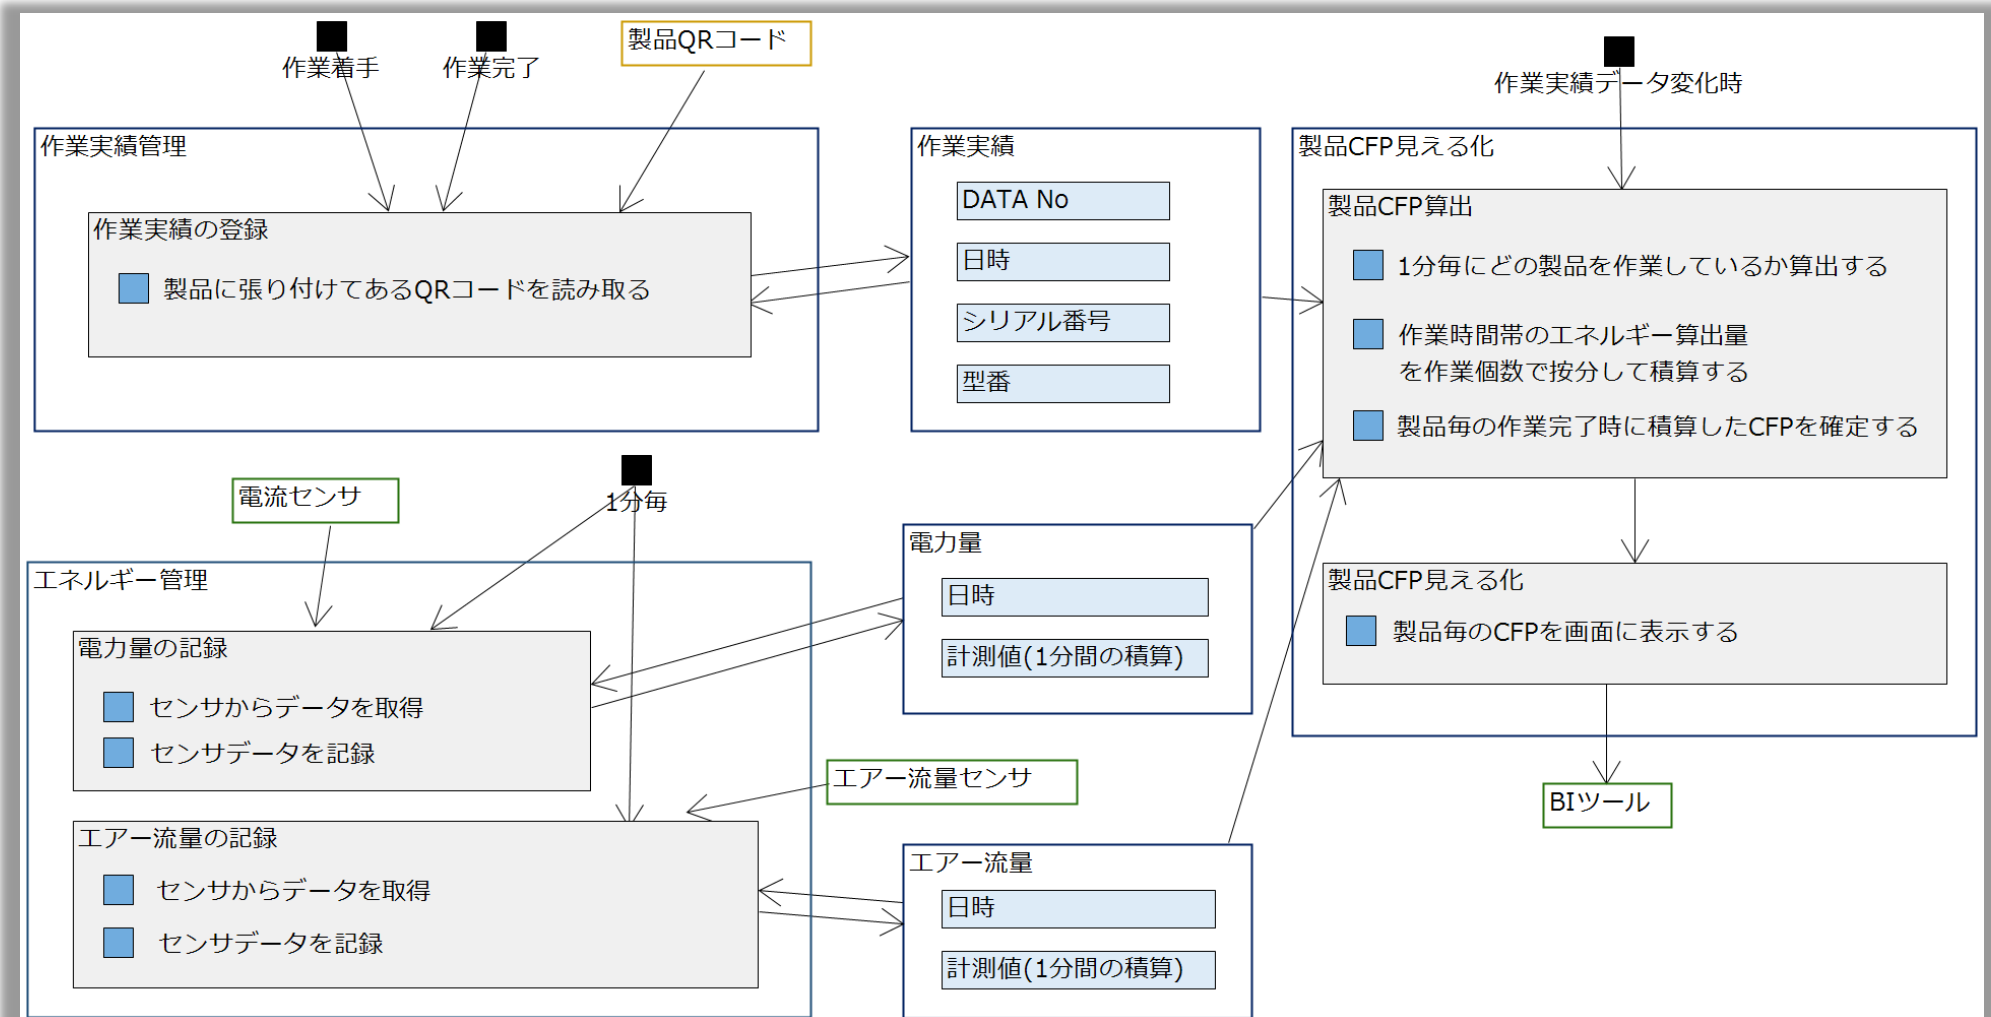 作業着手
作業完了
製品QRコード
作業実績データ変化時
作業実績管理
作業実績の登録
製品に張り付けてあるQRコードを読み取る
作業実績
DATA No
日時
シリアル番号
型番
製品CFP見える化
製品CFP算出
1分毎にどの製品を作業しているか算出する
作業時間帯のエネルギー算出量
を作業個数で按分して積算する
製品毎の作業完了時に積算したCFPを確定する
電流センサ
1分毎
エネルギー管理
電力量の記録
センサからデータを取得
センサデータを記録
電力量
日時
計測値(1分間の積算)
製品CFP見える化
製品毎のCFPを画面に表示する
エアー流量センサ
BIツール
エアー流量の記録
センサからデータを取得
センサデータを記録
エアー流量
日時
計測値(1分間の積算)